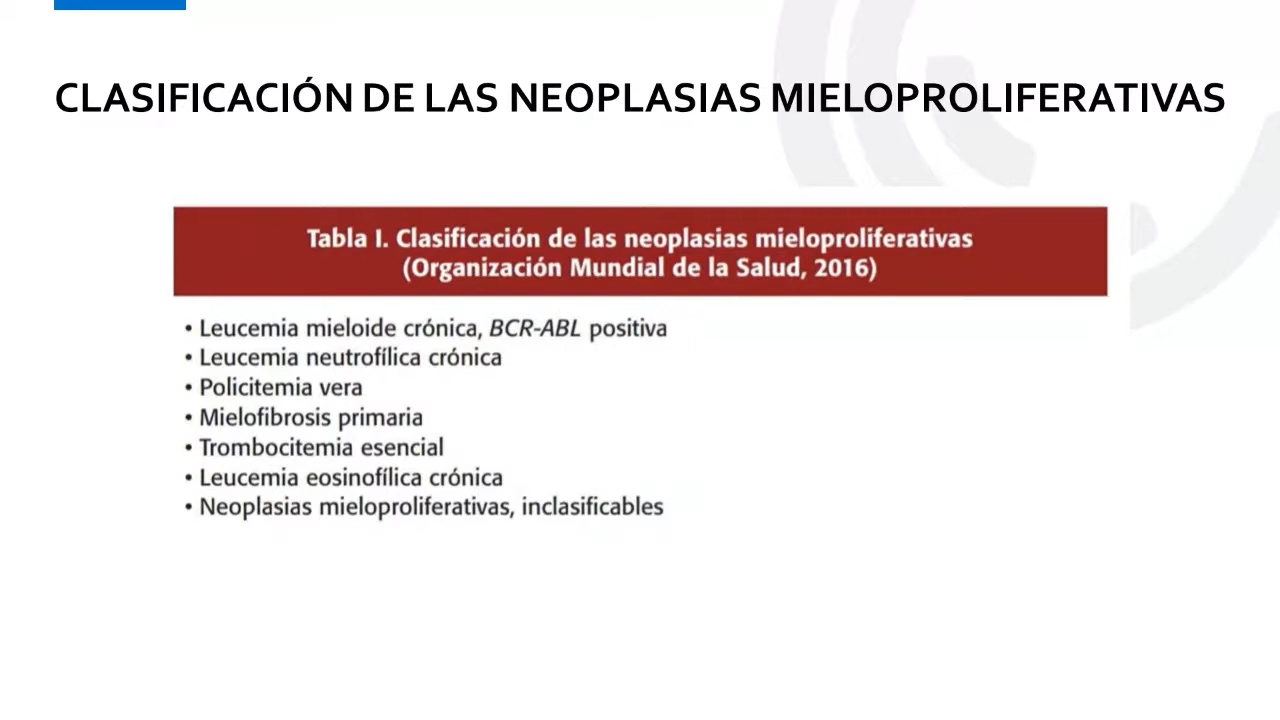 CLASIFICACIÓN DE LAS NEOPLASIAS MIELOPROLIFERATIVAS
Tabla I. Clasificación de las neoplasias mieloproliferativas
(Organización Mundial de la Salud, 2016)
• Leucemia mieloide crónica, BCR-ABL positiva
• Leucemia neutrofílica crónica
• Policitemia vera
• Mielofibrosis primaria
• Trombocitemia esencial
• Leucemia eosinofílica crónica
• Neoplasias mieloproliferativas, inclasificables